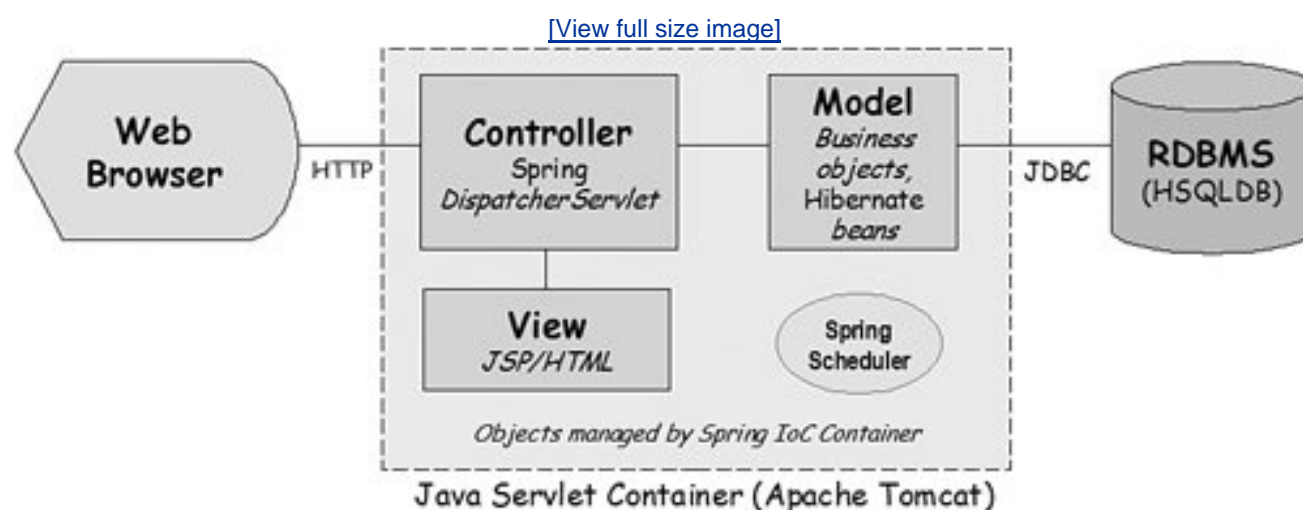 [View full size image]
Web
Browser
HTTP
Controller
Spring
DispatcherServlet
Model
Business
objects,
Hibernate
beans
JDBC
RDBMS
(HSQLDB)
View
JSP/HTML
Spring
Scheduler
Objects managed by Spring IoC Container
Java Servlet Container (Apache Tomcat)